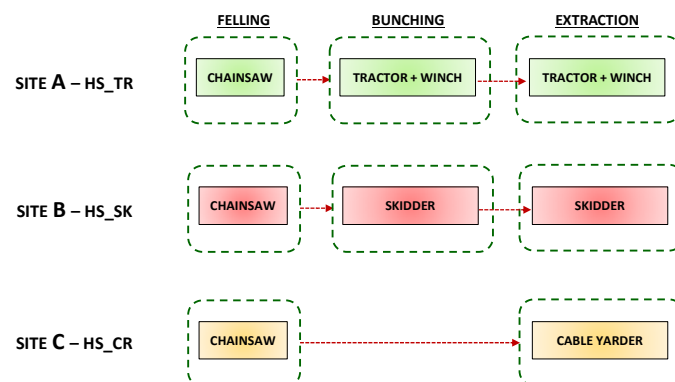 FELLING BUNCHING EXTRACTION
SITE A – HS_TR CHAINSAW TRACTOR + WINCH TRACTOR + WINCH
SITE B – HS_SK CHAINSAW SKIDDER SKIDDER
SITE C – HS_CR CHAINSAW CABLE YARDER